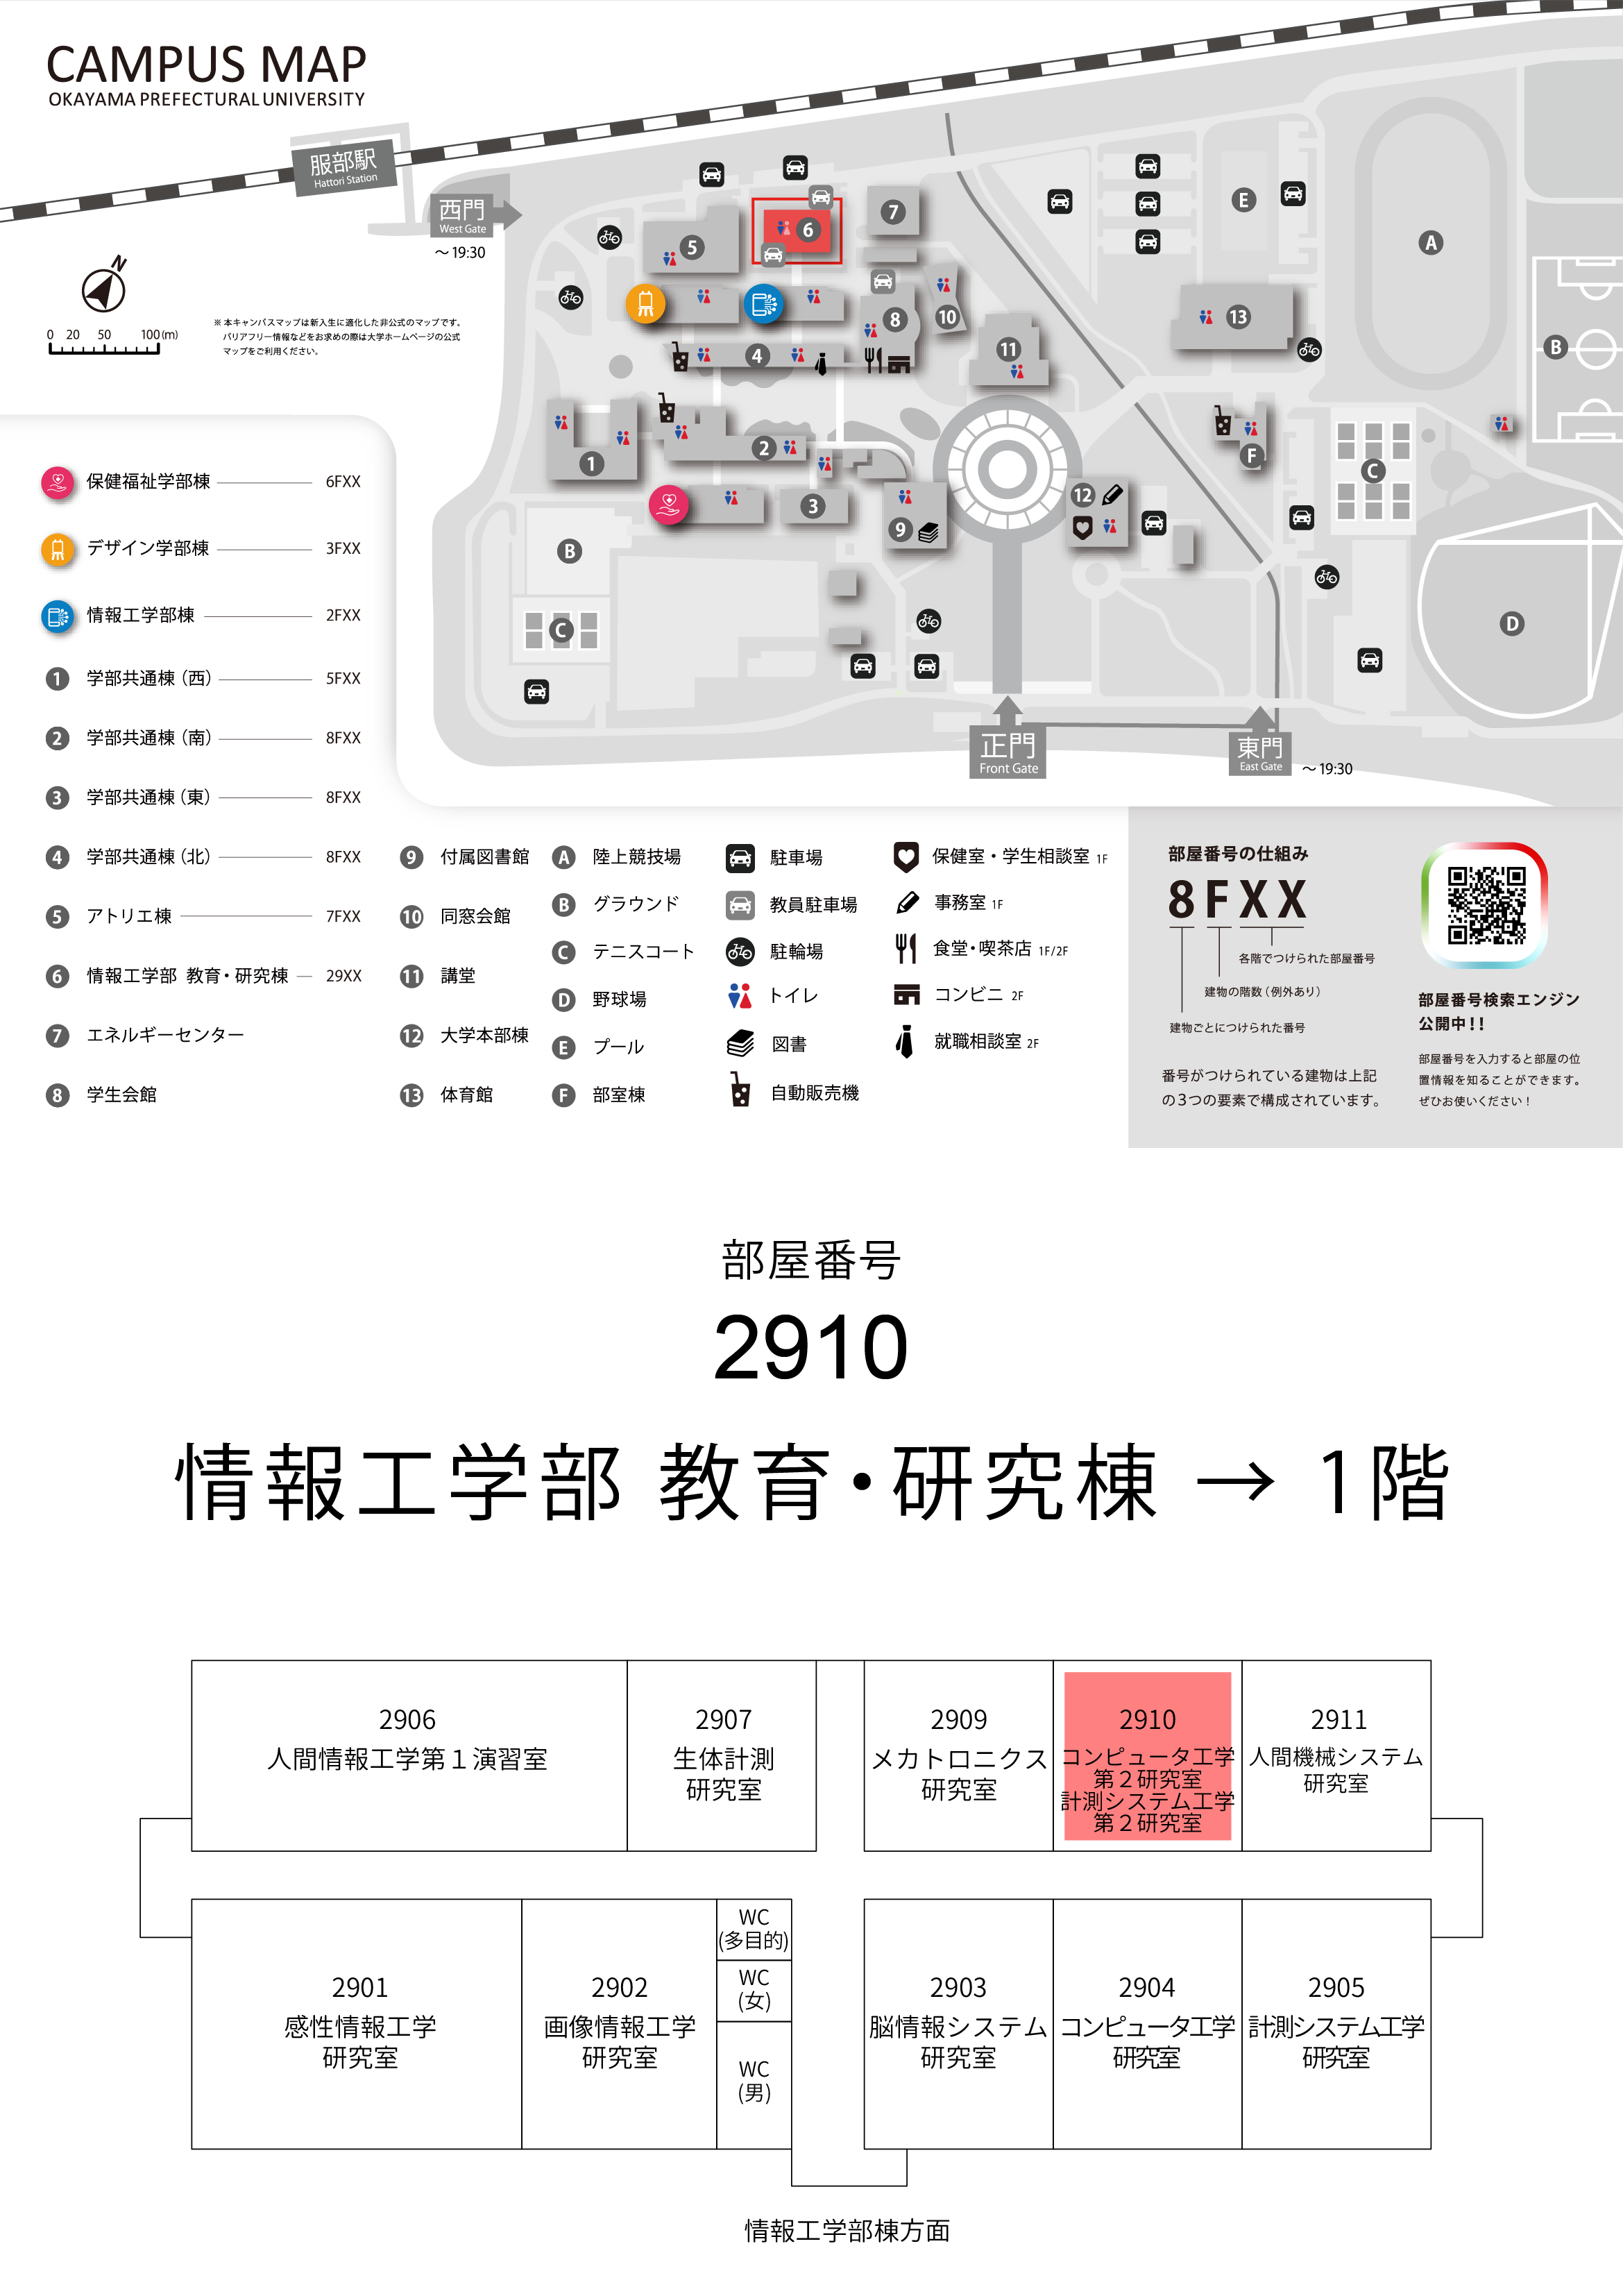 CAMPUS MAP
OKAYAMA PREFECTURAL UNIVERSITY
服部駅
Hattori Station
西門
West Gate
〜19:30
N
0 20 50 100(m)
※本キャンパスマップは新入生に適化した非公式のマップです。
バリアフリー情報などをお求めの際は大学ホームページの公式
マップをご利用ください。
7
6
5
E
A
8
10
13
4
11
B
1
2
F
C
12
3
9
B
C
D
正門
Front Gate
東門
East Gate
〜19:30
保健福祉学部棟 6FXX
デザイン学部棟 3FXX
情報工学部棟 2FXX
1 学部共通棟（西） 5FXX
2 学部共通棟（南） 8FXX
3 学部共通棟（東） 8FXX
4 学部共通棟（北） 8FXX
5 アトリエ棟 7FXX
6 情報工学部 教育・研究棟 29XX
7 エネルギーセンター
8 学生会館
9 付属図書館
10 同窓会館
11 講堂
12 大学本部棟
13 体育館
A 陸上競技場
B グラウンド
C テニスコート
D 野球場
E プール
F 部室棟
駐車場
教員駐車場
駐輪場
トイレ
図書
自動販売機
保健室・学生相談室 1F
事務室 1F
食堂・喫茶店 1F/2F
コンビニ 2F
就職相談室 2F
部屋番号の仕組み
8FXX
各階でつけられた部屋番号
建物の階数（例外あり）
建物ごとにつけられた番号
番号がつけられている建物は上記
の3つの要素で構成されています。
部屋番号検索エンジン
公開中！！
部屋番号を入力すると部屋の位
置情報を知ることができます。
ぜひお使いください！
部屋番号
2910
情報工学部 教育・研究棟 → 1階
2906
人間情報工学第１演習室
2907
生体計測
研究室
2909
メカトロニクス
研究室
2910
コンピュータ工学
第２研究室
計測システム工学
第２研究室
2911
人間機械システム
研究室
2901
感性情報工学
研究室
2902
画像情報工学
研究室
WC
(多目的)
WC
(女)
WC
(男)
2903
脳情報システム
研究室
2904
コンピュータ工学
研究室
2905
計測システム工学
研究室
情報工学部棟方面